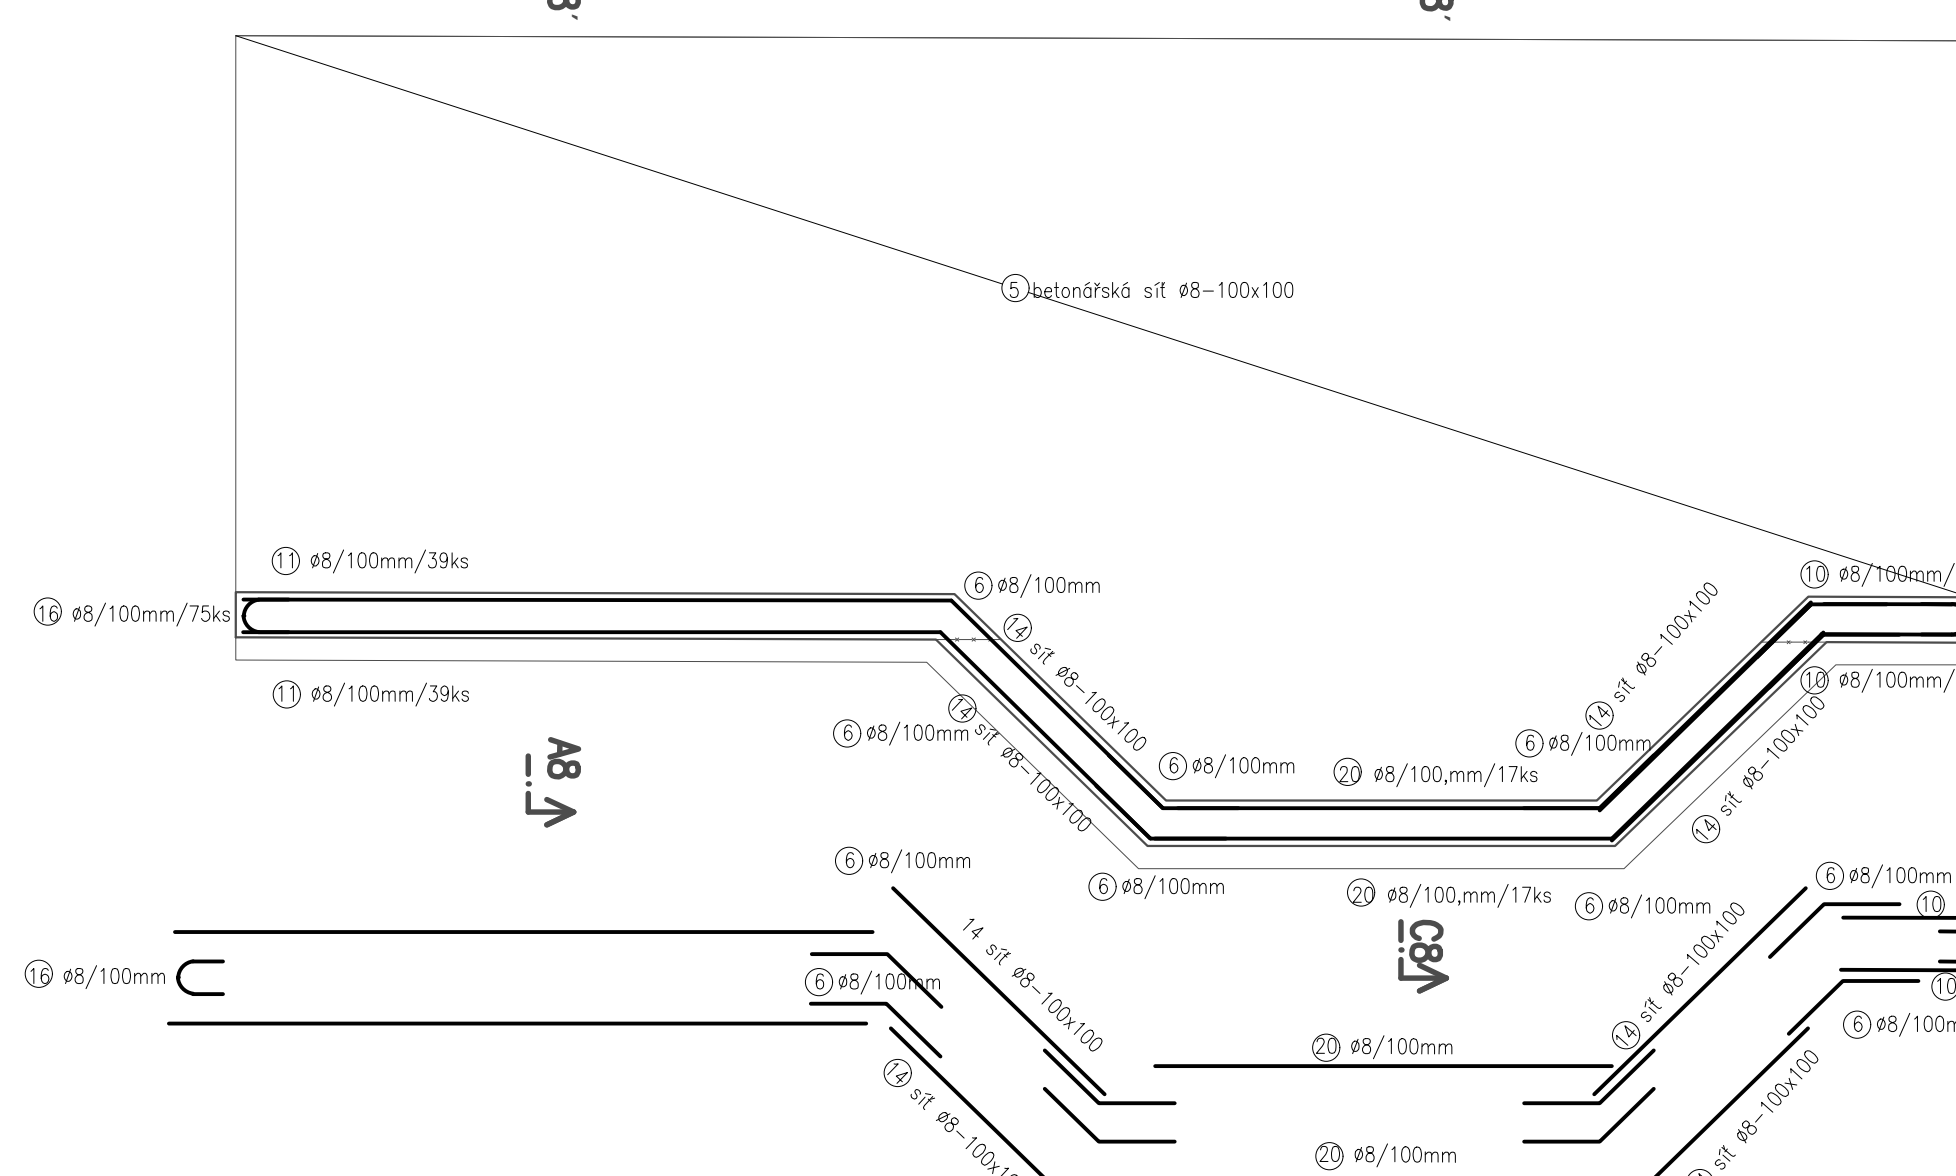 5 betonářská síť ø8-100x100
11 ø8/100mm/39ks
6 ø8/100mm
10 ø8/100mm/
16 ø8/100mm/75ks
14 síť ø8-100x100
14 síť ø8-100x100
11 ø8/100mm/39ks
10 ø8/100mm/
14 síť ø8-100x100
14 síť ø8-100x100
6 ø8/100mm
6 ø8/100mm
6 ø8/100mm
20 ø8/100,mm/17ks
A8
6 ø8/100mm
6 ø8/100mm
20 ø8/100,mm/17ks
6 ø8/100mm
6 ø8/100mm
10
C8
14 síť ø8-100x100
14 síť ø8-100x100
16 ø8/100mm
6 ø8/100mm
10
6 ø8/100m
20 ø8/100mm
14 síť ø8-100x10
síť ø8-100x100
20 ø8/100mm